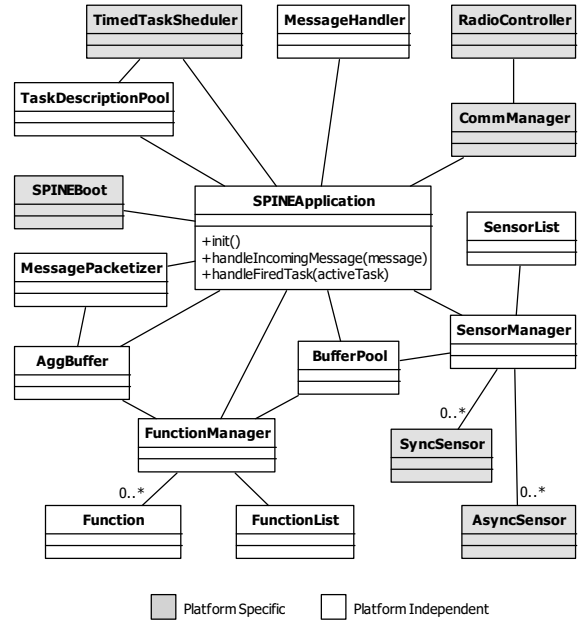 TimedTaskSheduler
MessageHandler
RadioController
TaskDescriptionPool
CommManager
SPINEBoot
SPINEApplication
+init()
+handleIncomingMessage(message)
+handleFiredTask(activeTask)
SensorList
MessagePacketizer
SensorManager
AggBuffer
BufferPool
FunctionManager
0..*
SyncSensor
0..*
0..*
Function
FunctionList
AsyncSensor
Platform Specific
Platform Independent